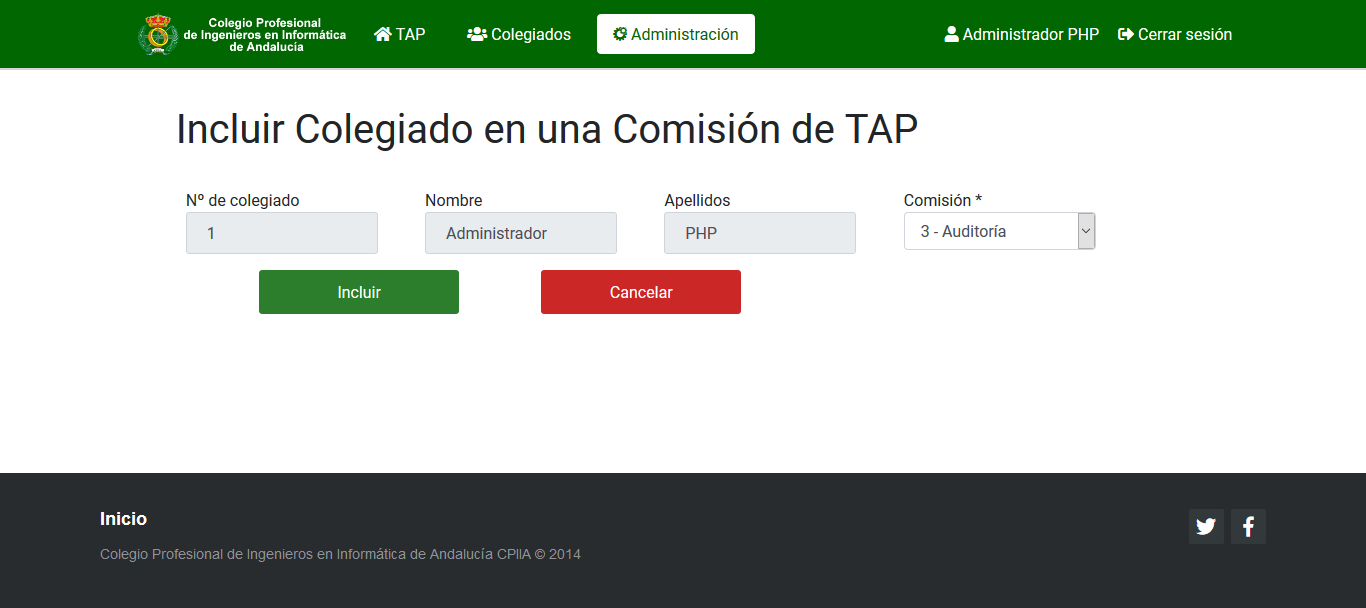 Colegio Profesional
de Ingenieros en Informática
de Andalucía
TAP
Colegiados
Administración
Administrador PHP
Cerrar sesión
Incluir Colegiado en una Comisión de TAP
Nº de colegiado
Nombre
Apellidos
Comisión *
1
Administrador
PHP
3 - Auditoría
Incluir
Cancelar
Inicio
Colegio Profesional de Ingenieros en Informática de Andalucía CPIIA © 2014